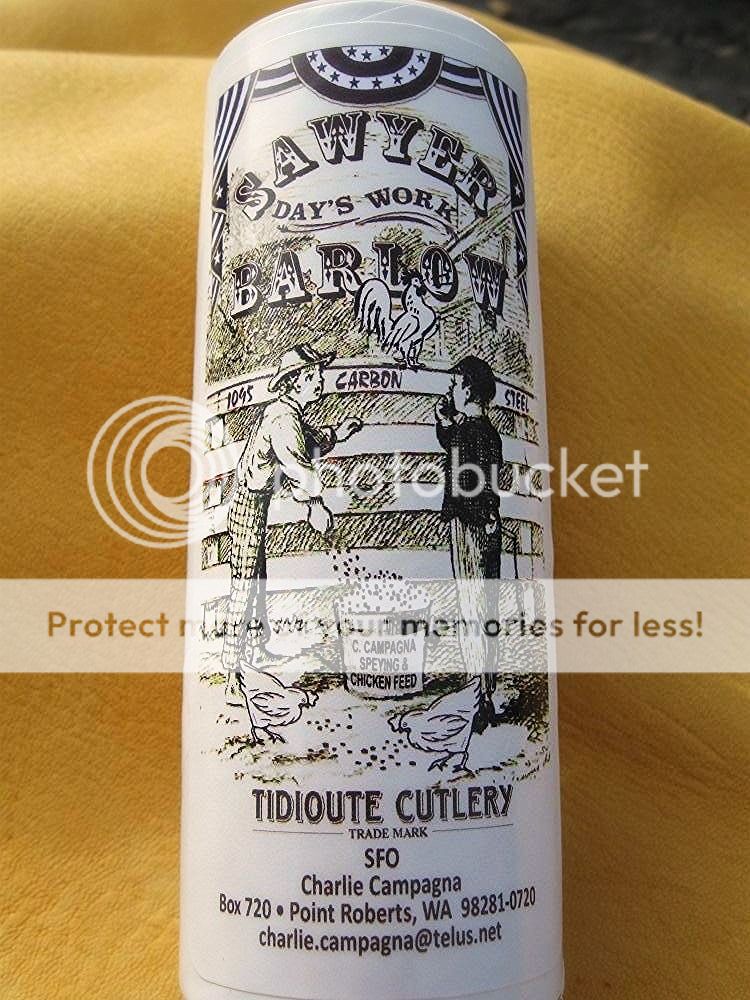 SAWYER
DAY'S WORK
BARLOW
1095 CARBON STEEL
photobucket
Protect more of your memories for less!
C. CAMPAGNA
SPEYING &
CHICKEN FEED
TIDIOUTE CUTLERY
TRADE MARK
SFO
Charlie Campagna
Box 720 • Point Roberts, WA 98281-0720
charlie.campagna@telus.net